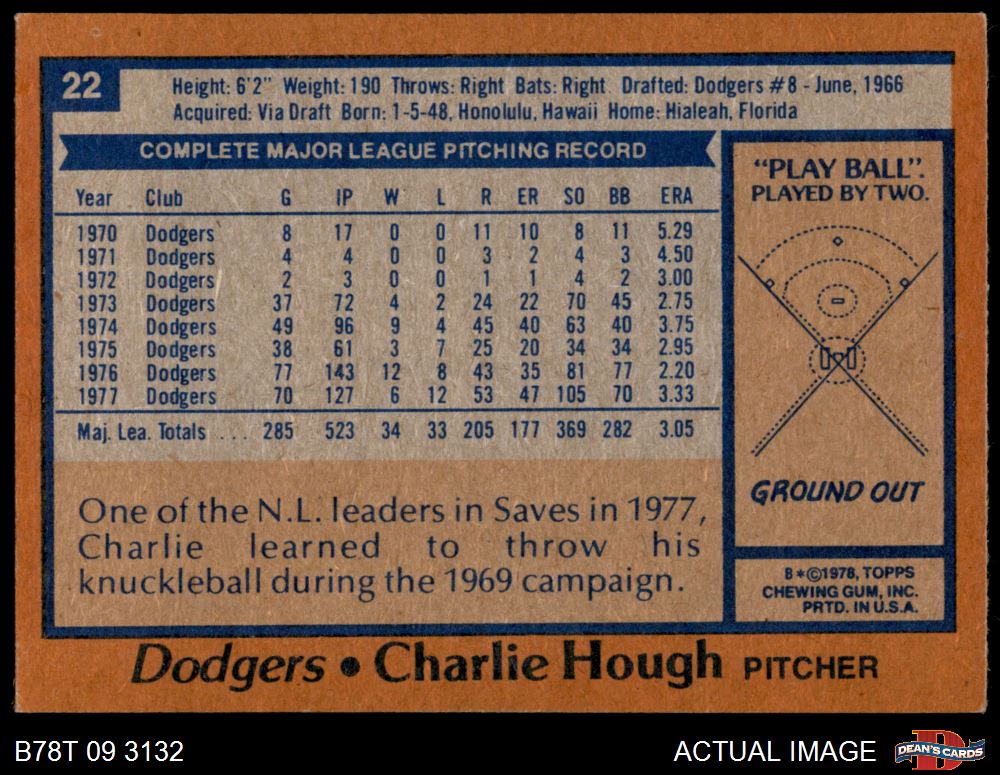 22
Height: 6'2" Weight: 190 Throws: Right Bats: Right Drafted: Dodgers #8 - June, 1966
Acquired: Via Draft Born: 1-5-48, Honolulu, Hawaii Home: Hialeah, Florida
COMPLETE MAJOR LEAGUE PITCHING RECORD
Year Club G IP W L R ER SO BB ERA
1970 Dodgers 8 17 0 0 11 10 8 11 5.29
1971 Dodgers 4 4 0 0 3 2 4 3 4.50
1972 Dodgers 2 3 0 0 1 1 4 2 3.00
1973 Dodgers 37 72 4 2 24 22 70 45 2.75
1974 Dodgers 49 96 9 4 45 40 63 40 3.75
1975 Dodgers 38 61 3 7 25 20 34 34 2.95
1976 Dodgers 77 143 12 8 43 35 81 77 2.20
1977 Dodgers 70 127 6 12 53 47 105 70 3.33
Maj. Lea. Totals ... 285 523 34 33 205 177 369 282 3.05
One of the N.L. leaders in Saves in 1977,
Charlie learned to throw his
knuckleball during the 1969 campaign.
"PLAY BALL".
PLAYED BY TWO.
GROUND OUT
B*©1978, TOPPS
CHEWING GUM, INC.
PRTD. IN U.S.A.
Dodgers • Charlie Hough PITCHER
B78T 09 3132
ACTUAL IMAGE
D
DEAN'S CARDS